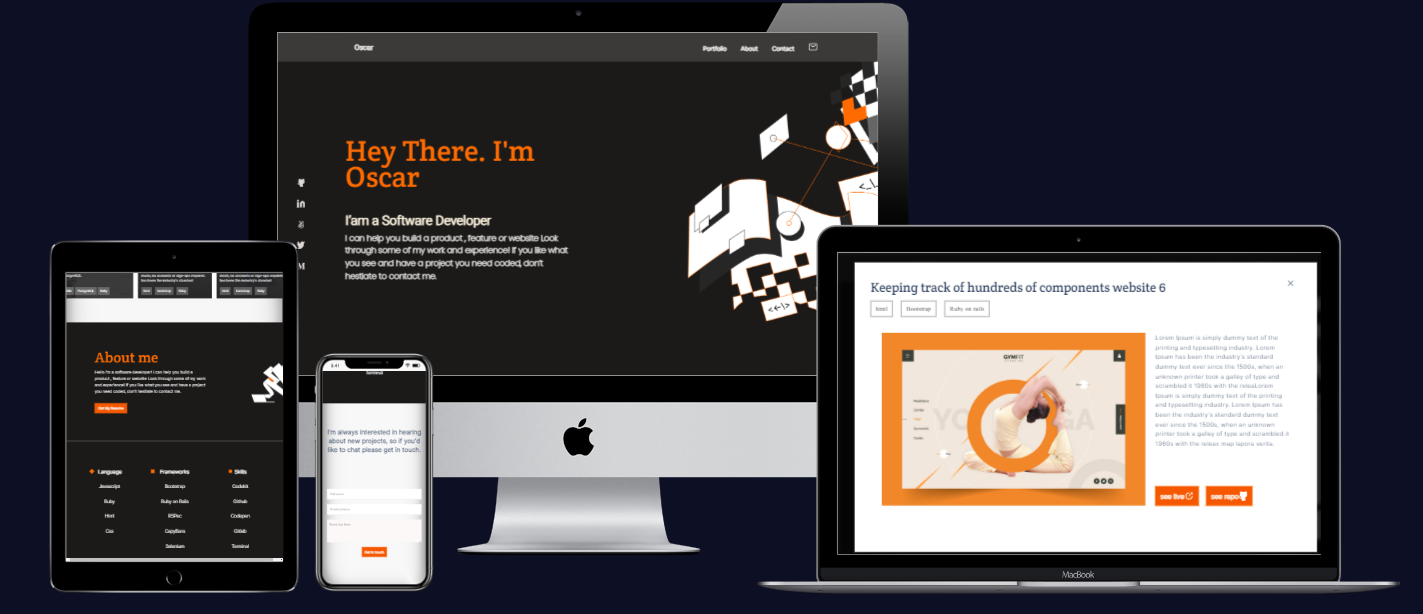 Oscar
Portfolio About Contact
Hey There. I'm
Oscar
I'am a Software Developer
I can help you build a product , feature or website Look
through some of my work and experience! If you like what
you see and have a project you need coded, don't
hestiate to contact me.
in
M
<-->
About me
Hello I'm a software developer! I can help you build a
product , feature or website Look through some of my work
and experience! If you like what you see and have a project
you need coded, don't hestiate to contact me.
Get My Resume
Language Frameworks Skills
Javascript Bootstrap Codekit
Ruby Ruby on Rails Github
Html RSPec Codepen
Css CapyBara Gitlab
Selenium Terminal
3:41
Terminal
I'm always interested in hearing
about new projects, so if you'd
like to chat please get in touch.
Get in touch
Keeping track of hundreds of components website 6
×
html Bootstrap Ruby on rails
GYMFIT
YO GA
Lorem Ipsum is simply dummy text of the
printing and typesetting industry. Lorem
Ipsum has been the industry's standard
dummy text ever since the 1500s, when an
unknown printer took a galley of type and
scrambled it 1960s with the releaLorem
Ipsum is simply dummy text of the printing
and typesetting industry. Lorem Ipsum has
been the industry's standard dummy text
ever since the 1500s, when an unknown
printer took a galley of type and scrambled it
1960s with the releax map lapora verita.
see live
see repo
MacBook